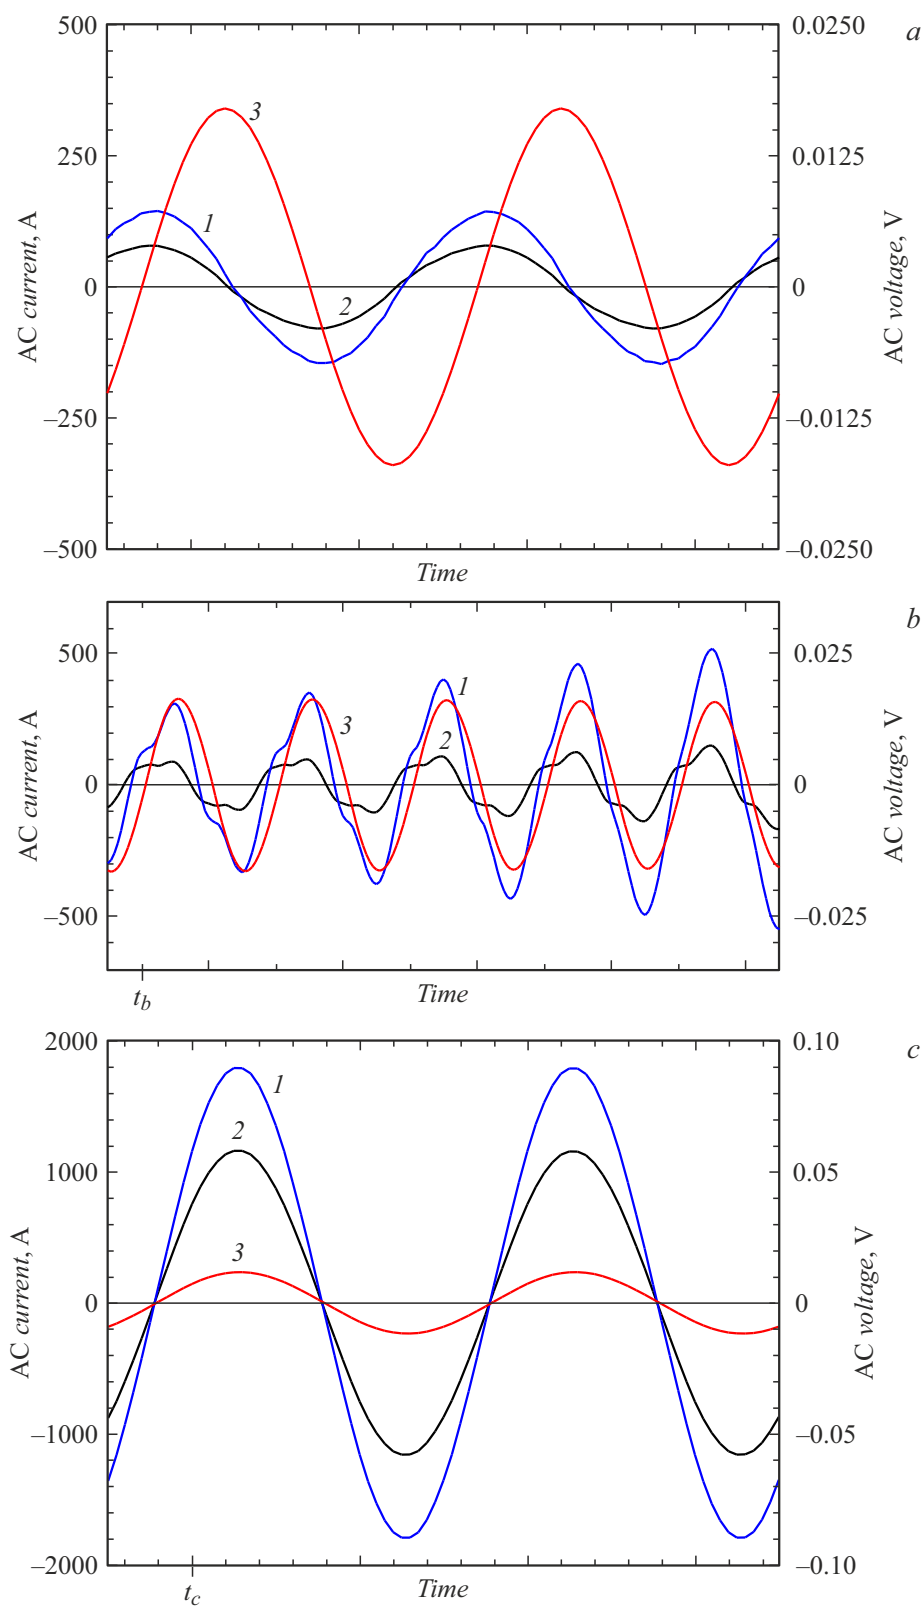 500
0.0250
a
3
250
0.0125
1
AC current, A
0
0
AC voltage, V
2
–250
–0.0125
–500
–0.0250
Time
b
500
0.025
1
3
2
AC current, A
0
0
AC voltage, V
–500
–0.025
t_b
Time
2000
0.10
c
1
2
1000
0.05
3
AC current, A
0
0
AC voltage, V
–1000
–0.05
–2000
–0.10
t_c
Time